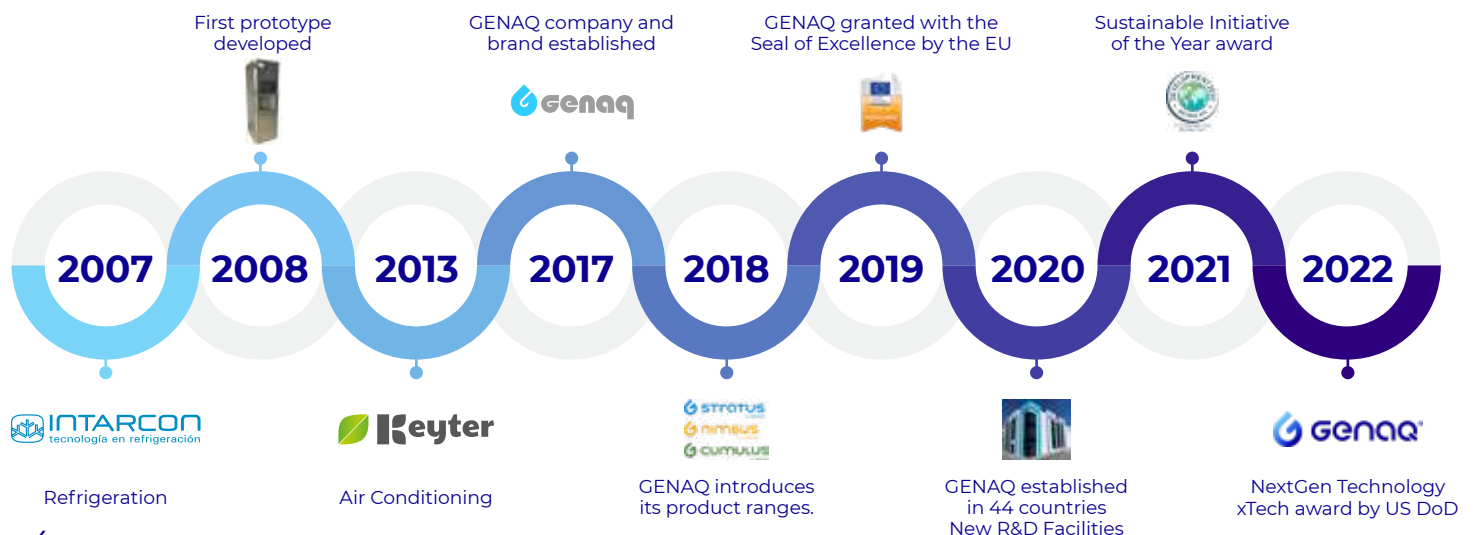 First prototype
developed
GENAQ company and
brand established
GENAQ granted with the
Seal of Excellence by the EU
Sustainable Initiative
of the Year award
genaq
2007
2008
2013
2017
2018
2019
2020
2021
2022
INTARCON
tecnología en refrigeración
Keyter
STRATUS
NIMBUS
CUMULUS
genaq
Refrigeration
Air Conditioning
GENAQ introduces
its product ranges.
GENAQ established
in 44 countries
New R&D Facilities
NextGen Technology
xTech award by US DoD